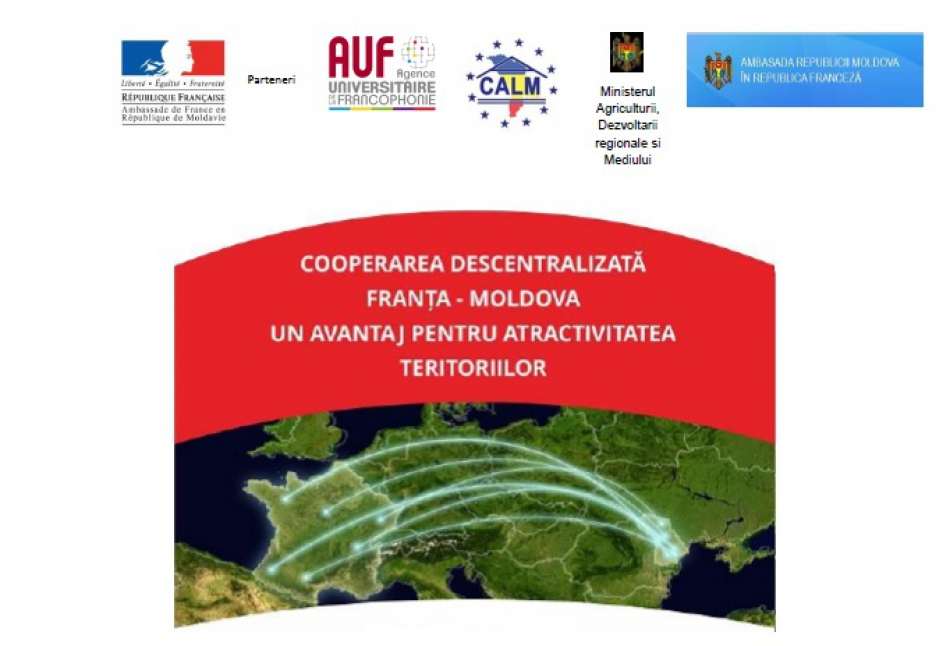 Liberté • Égalité • Fraternité
RÉPUBLIQUE FRANÇAISE
Ambassade de France en
République de Moldavie
Parteneri
AUF
Agence
UNIVERSITAIRE
DE LA FRANCOPHONIE
CALM
Ministerul
Agriculturii,
Dezvoltarii
regionale si
Mediului
AMBASADA REPUBLICII MOLDOVA
ÎN REPUBLICA FRANCEZĂ
COOPERAREA DESCENTRALIZATĂ
FRANȚA - MOLDOVA
UN AVANTAJ PENTRU ATRACTIVITATEA
TERITORIILOR